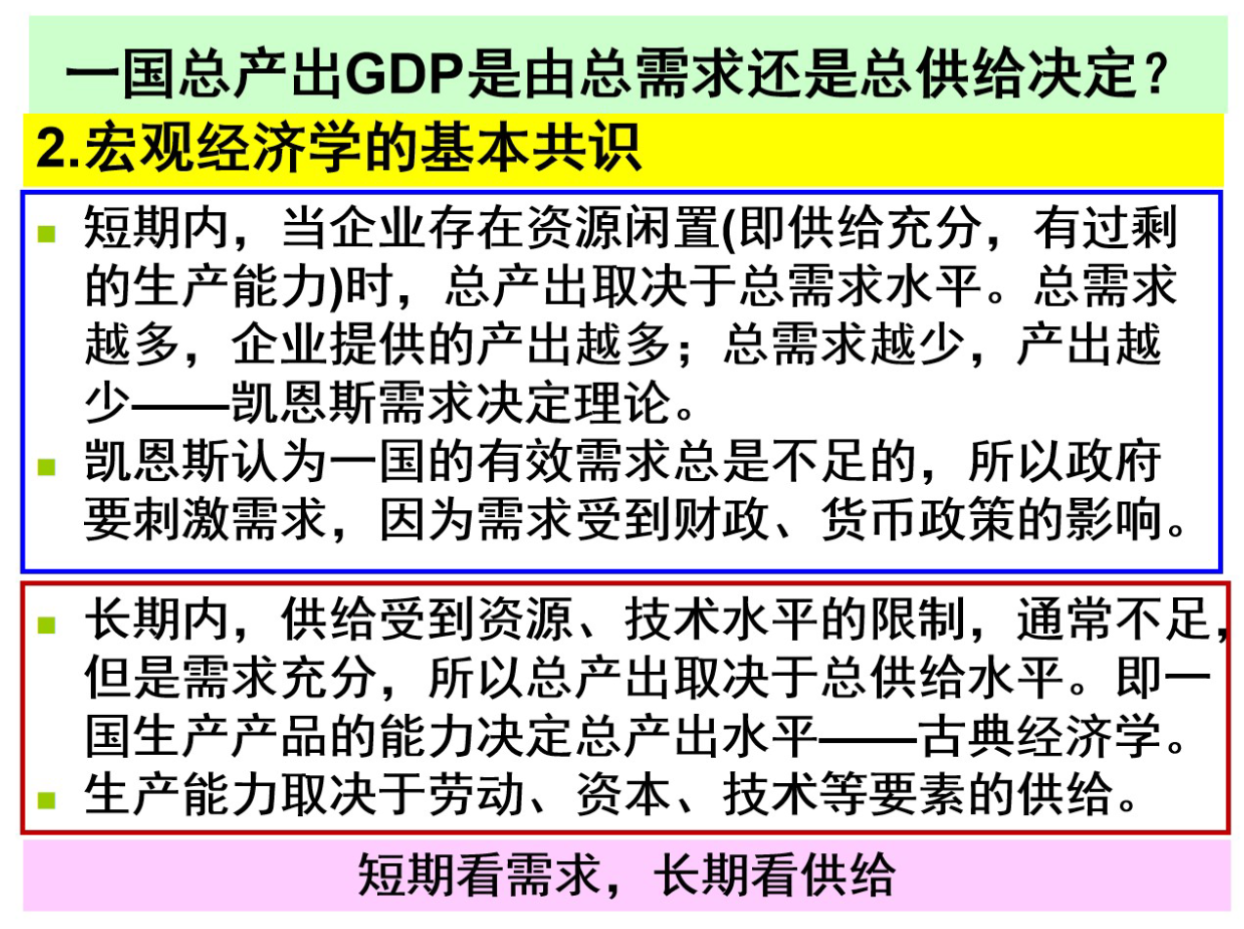 一国总产出GDP是由总需求还是总供给决定？
2.宏观经济学的基本共识
短期内，当企业存在资源闲置(即供给充分，有过剩
的生产能力)时，总产出取决于总需求水平。总需求
越多，企业提供的产出越多；总需求越少，产出越
少——凯恩斯需求决定理论。
凯恩斯认为一国的有效需求总是不足的，所以政府
要刺激需求，因为需求受到财政、货币政策的影响。
长期内，供给受到资源、技术水平的限制，通常不足，
但是需求充分，所以总产出取决于总供给水平。即一
国生产产品的能力决定总产出水平——古典经济学。
生产能力取决于劳动、资本、技术等要素的供给。
短期看需求，长期看供给